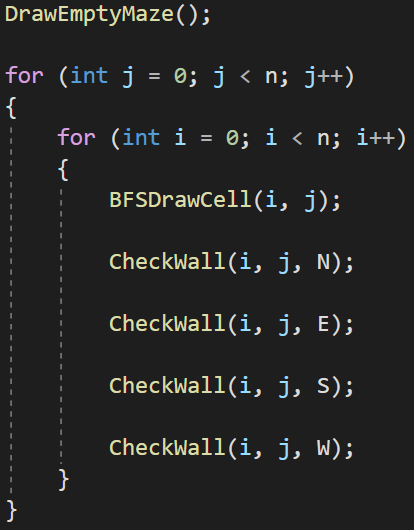 DrawEmptyMaze();
for (int j = 0; j < n; j++)
{
for (int i = 0; i < n; i++)
{
BFSDrawCell(i, j);
CheckWall(i, j, N);
CheckWall(i, j, E);
CheckWall(i, j, S);
CheckWall(i, j, W);
}
}